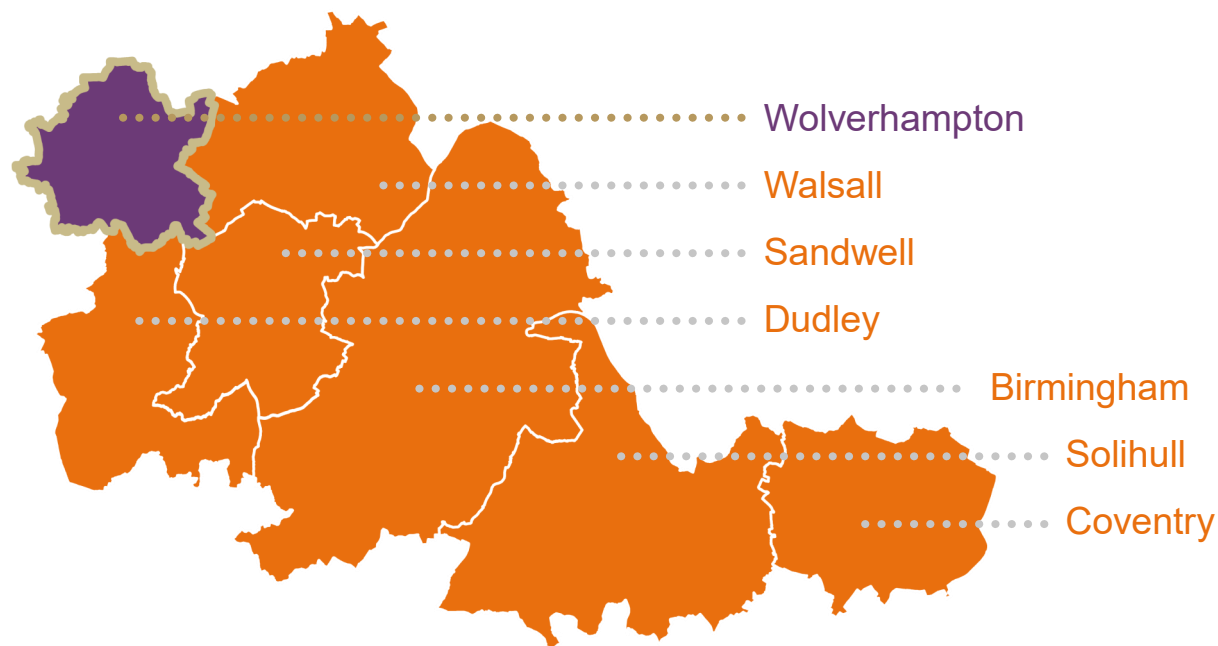 Wolverhampton
Walsall
Sandwell
Dudley
Birmingham
Solihull
Coventry